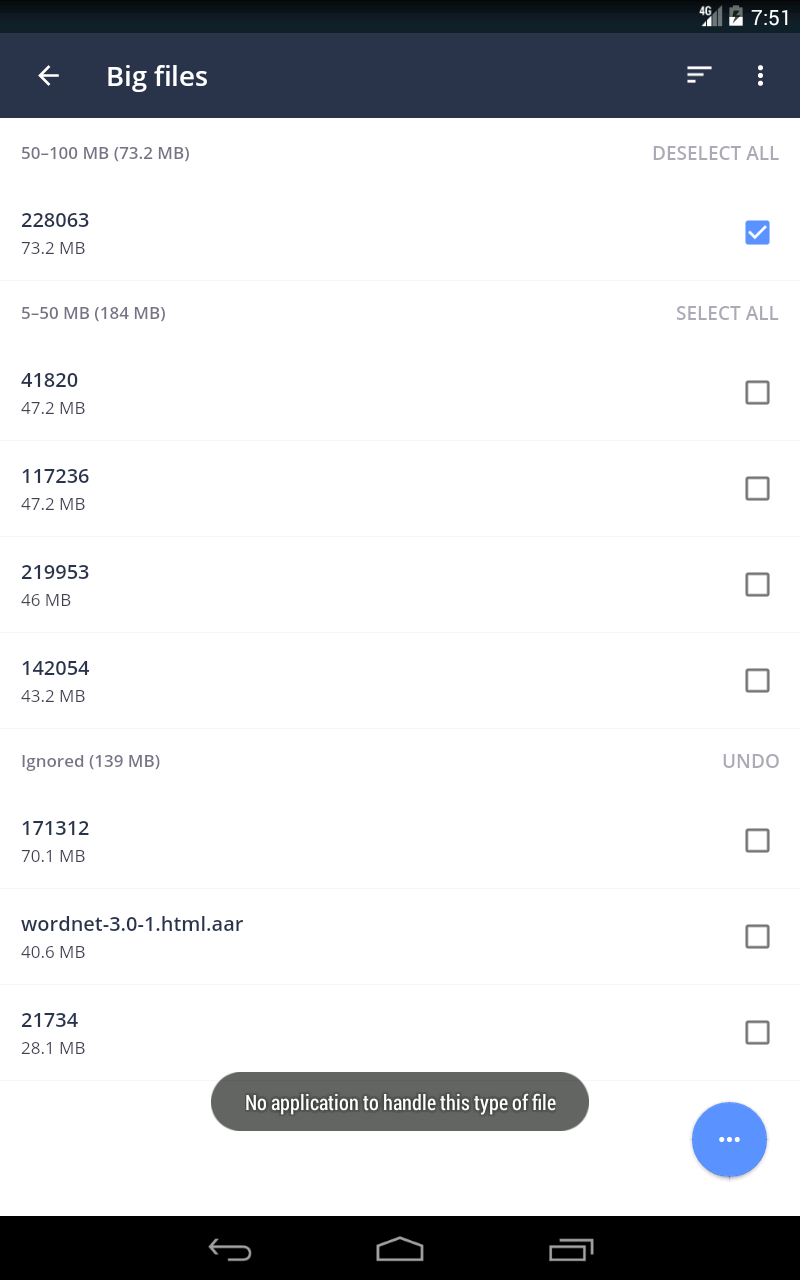 4G 7:51
Big files
50–100 MB (73.2 MB) DESELECT ALL
228063
73.2 MB
5–50 MB (184 MB) SELECT ALL
41820
47.2 MB
117236
47.2 MB
219953
46 MB
142054
43.2 MB
Ignored (139 MB) UNDO
171312
70.1 MB
wordnet-3.0-1.html.aar
40.6 MB
21734
28.1 MB
No application to handle this type of file